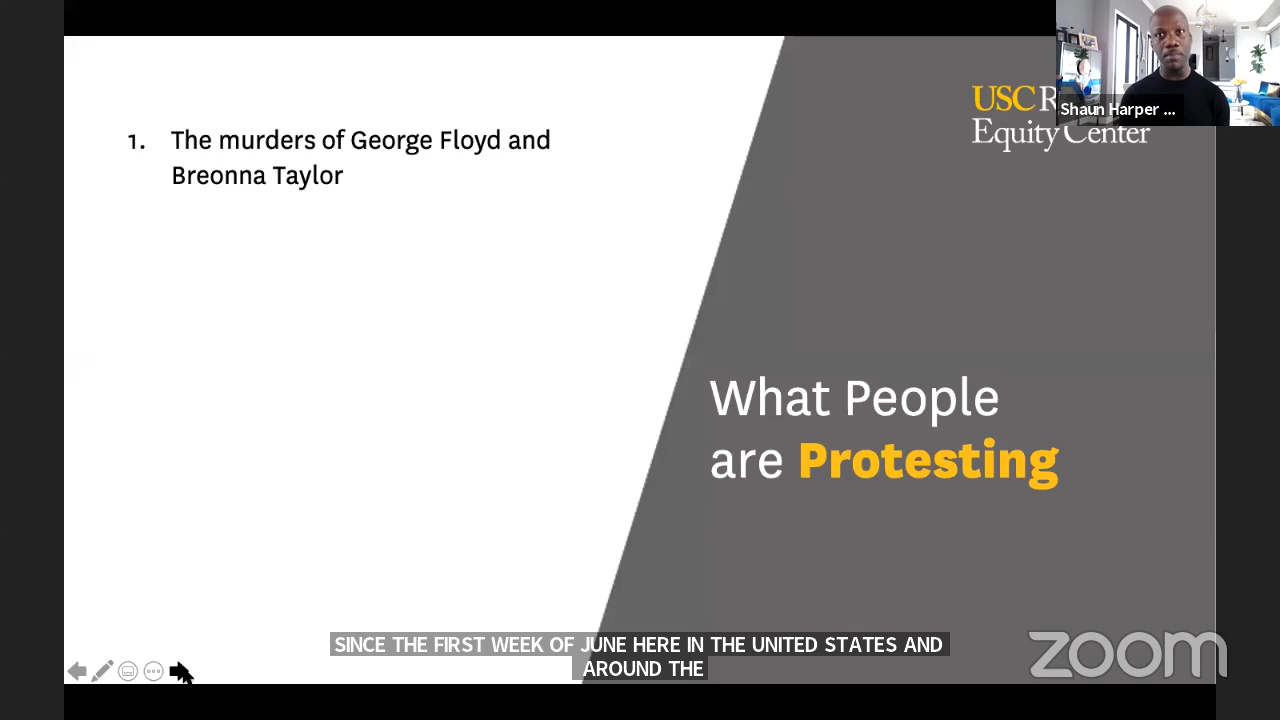 1. The murders of George Floyd and
Breonna Taylor
USC R
Equity Center
Shaun Harper ...
What People
are Protesting
SINCE THE FIRST WEEK OF JUNE HERE IN THE UNITED STATES AND
AROUND THE
zoom